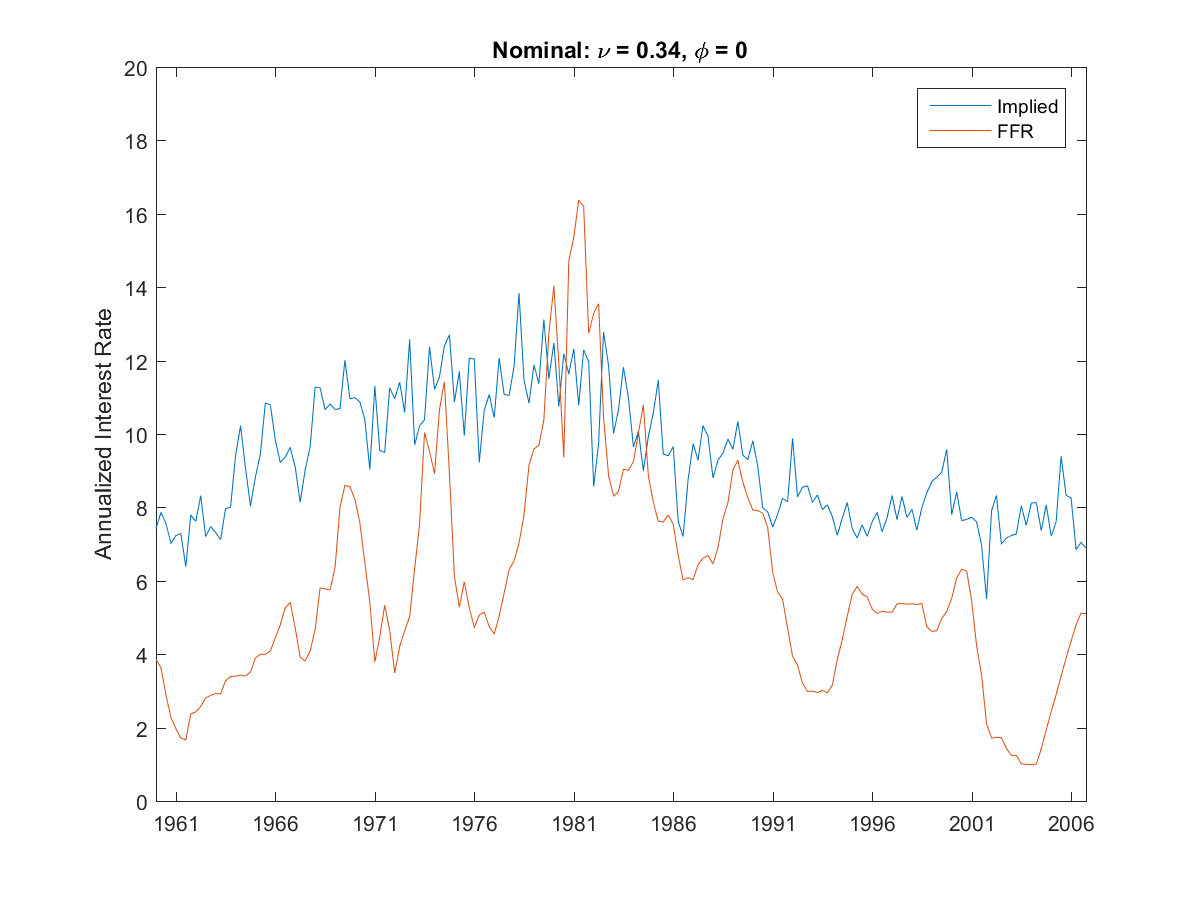 Nominal: ν = 0.34, ϕ = 0
Implied
FFR
Annualized Interest Rate
20
18
16
14
12
10
8
6
4
2
0
1961 1966 1971 1976 1981 1986 1991 1996 2001 2006